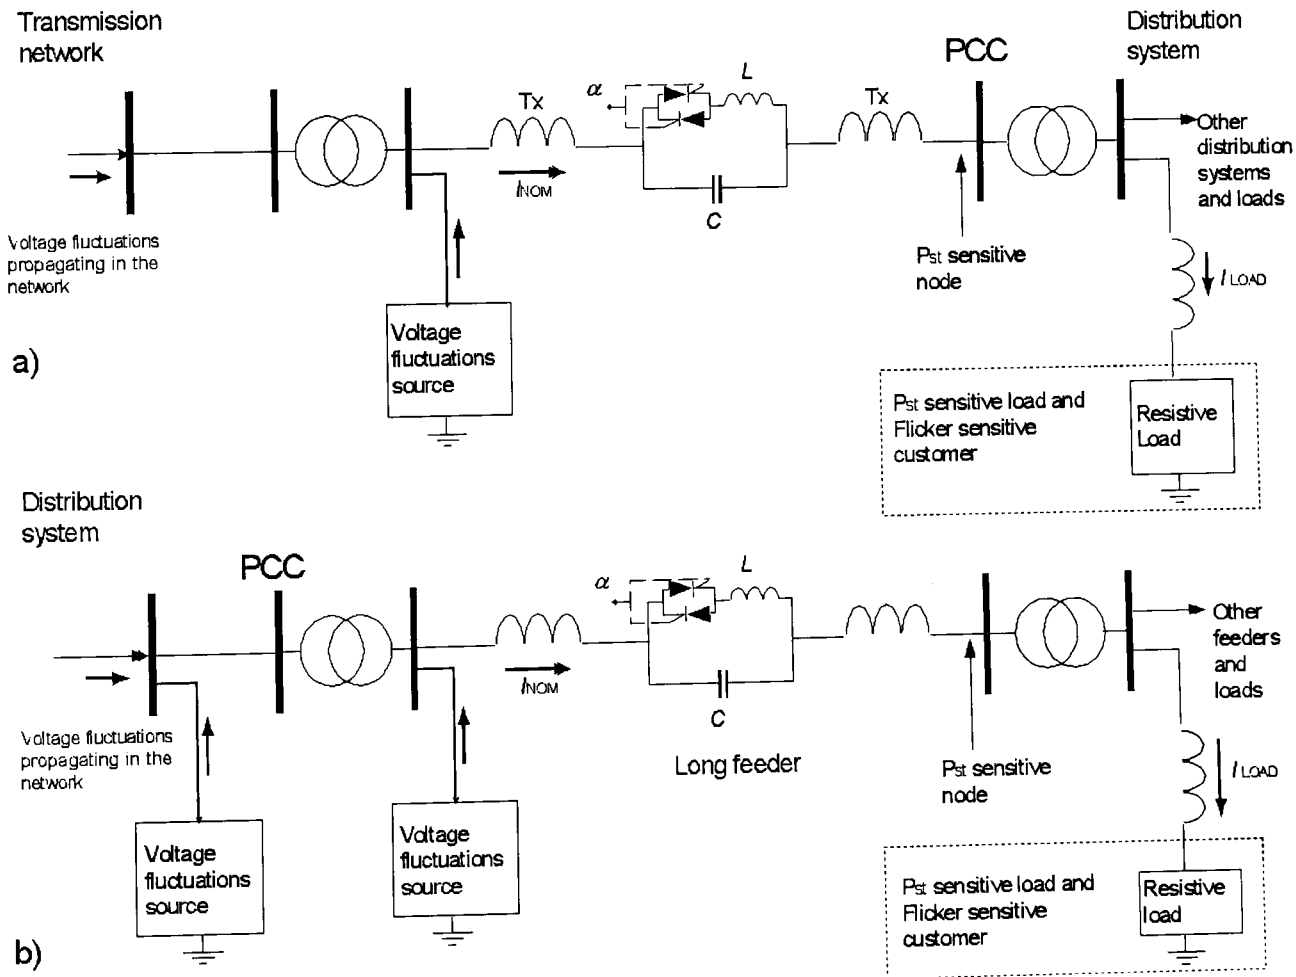 Transmission
network
Distribution
system
PCC
Tx
α
L
C
Tx
INOM
Other
distribution
systems
and loads
Voltage fluctuations
propagating in the
network
Pst sensitive
node
I LOAD
Voltage
fluctuations
source
a)
Pst sensitive load and
Flicker sensitive
customer
Resistive
Load
Distribution
system
PCC
α
L
C
INOM
Other
feeders
and
loads
Voltage fluctuations
propagating in the
network
Long feeder
Pst sensitive
node
I LOAD
Voltage
fluctuations
source
Voltage
fluctuations
source
Pst sensitive load and
Flicker sensitive
customer
Resistive
load
b)